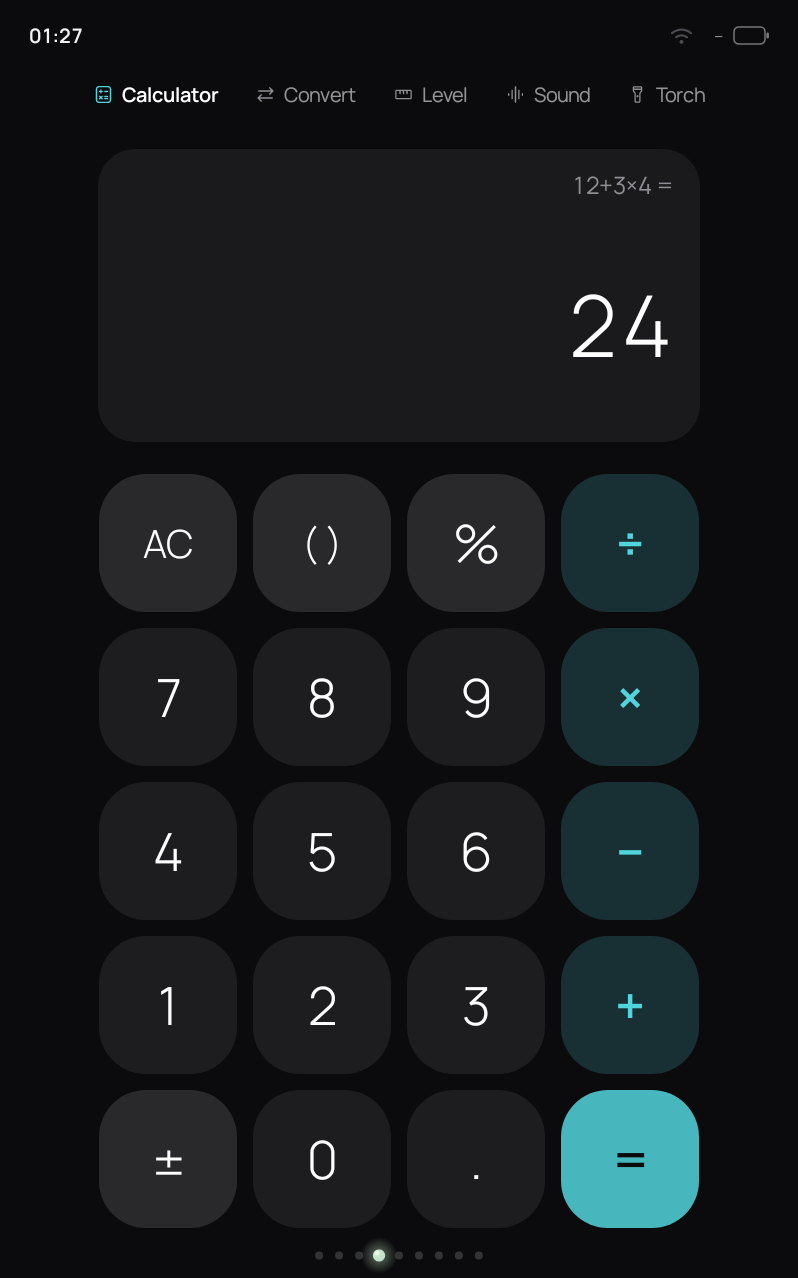 01:27 –
Calculator Convert Level Sound Torch
12+3×4 =
24
AC ( ) % ÷
7 8 9 ×
4 5 6 −
1 2 3 +
± 0 . =